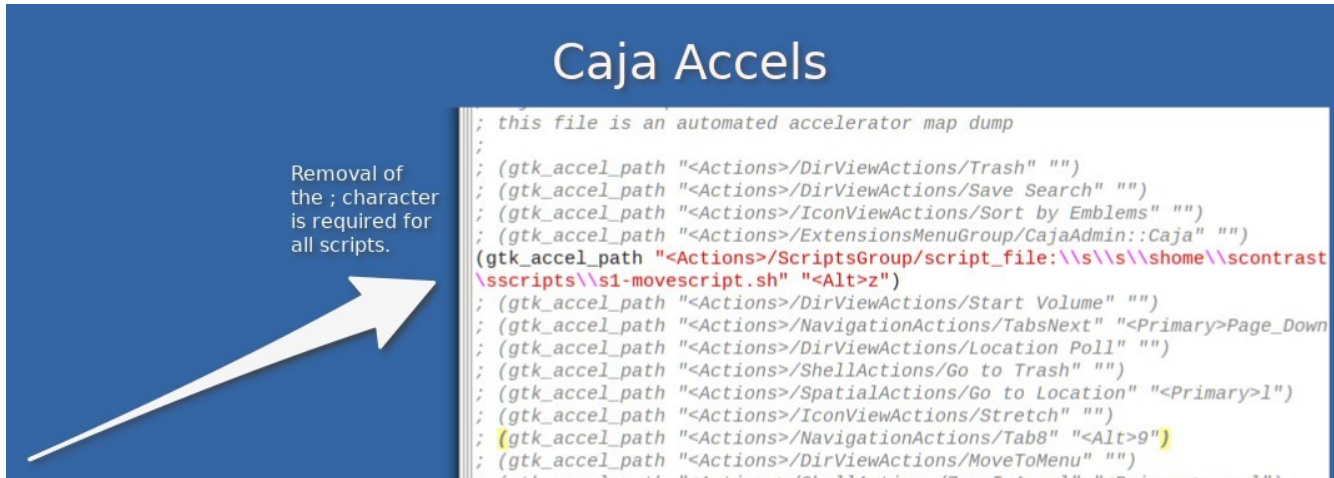 Caja Accels
Removal of
the ; character
is required for
all scripts.
; this file is an automated accelerator map dump
;
; (gtk_accel_path "<Actions>/DirViewActions/Trash" "")
; (gtk_accel_path "<Actions>/DirViewActions/Save Search" "")
; (gtk_accel_path "<Actions>/IconViewActions/Sort by Emblems" "")
; (gtk_accel_path "<Actions>/ExtensionsMenuGroup/CajaAdmin::Caja" "")
(gtk_accel_path "<Actions>/ScriptsGroup/script_file:\\s\\s\\shome\\scontrast
\sscripts\\s1-movescript.sh" "<Alt>z")
; (gtk_accel_path "<Actions>/DirViewActions/Start Volume" "")
; (gtk_accel_path "<Actions>/NavigationActions/TabsNext" "<Primary>Page_Down
; (gtk_accel_path "<Actions>/DirViewActions/Location Poll" "")
; (gtk_accel_path "<Actions>/ShellActions/Go to Trash" "")
; (gtk_accel_path "<Actions>/SpatialActions/Go to Location" "<Primary>l")
; (gtk_accel_path "<Actions>/IconViewActions/Stretch" "")
; (gtk_accel_path "<Actions>/NavigationActions/Tab8" "<Alt>9")
; (gtk_accel_path "<Actions>/DirViewActions/MoveToMenu" "")